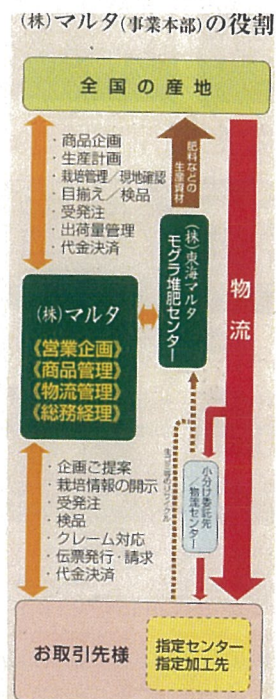 (株)マルタ(事業本部)の役割
全国の産地
・商品企画
・生産計画
・栽培管理／現地確認
・目揃え／検品
・受発注
・出荷量管理
・代金決済
肥料などの
生産資材
(株)東海マルタ
モグラ堆肥センター
物流
(株)マルタ
《営業企画》
《商品管理》
《物流管理》
《総務経理》
・企画ご提案
・栽培情報の開示
・受発注
・検品
・クレーム対応
・伝票発行・請求
・代金決済
小分け委託先
／物流センター
お取引先様
指定センター
指定加工先